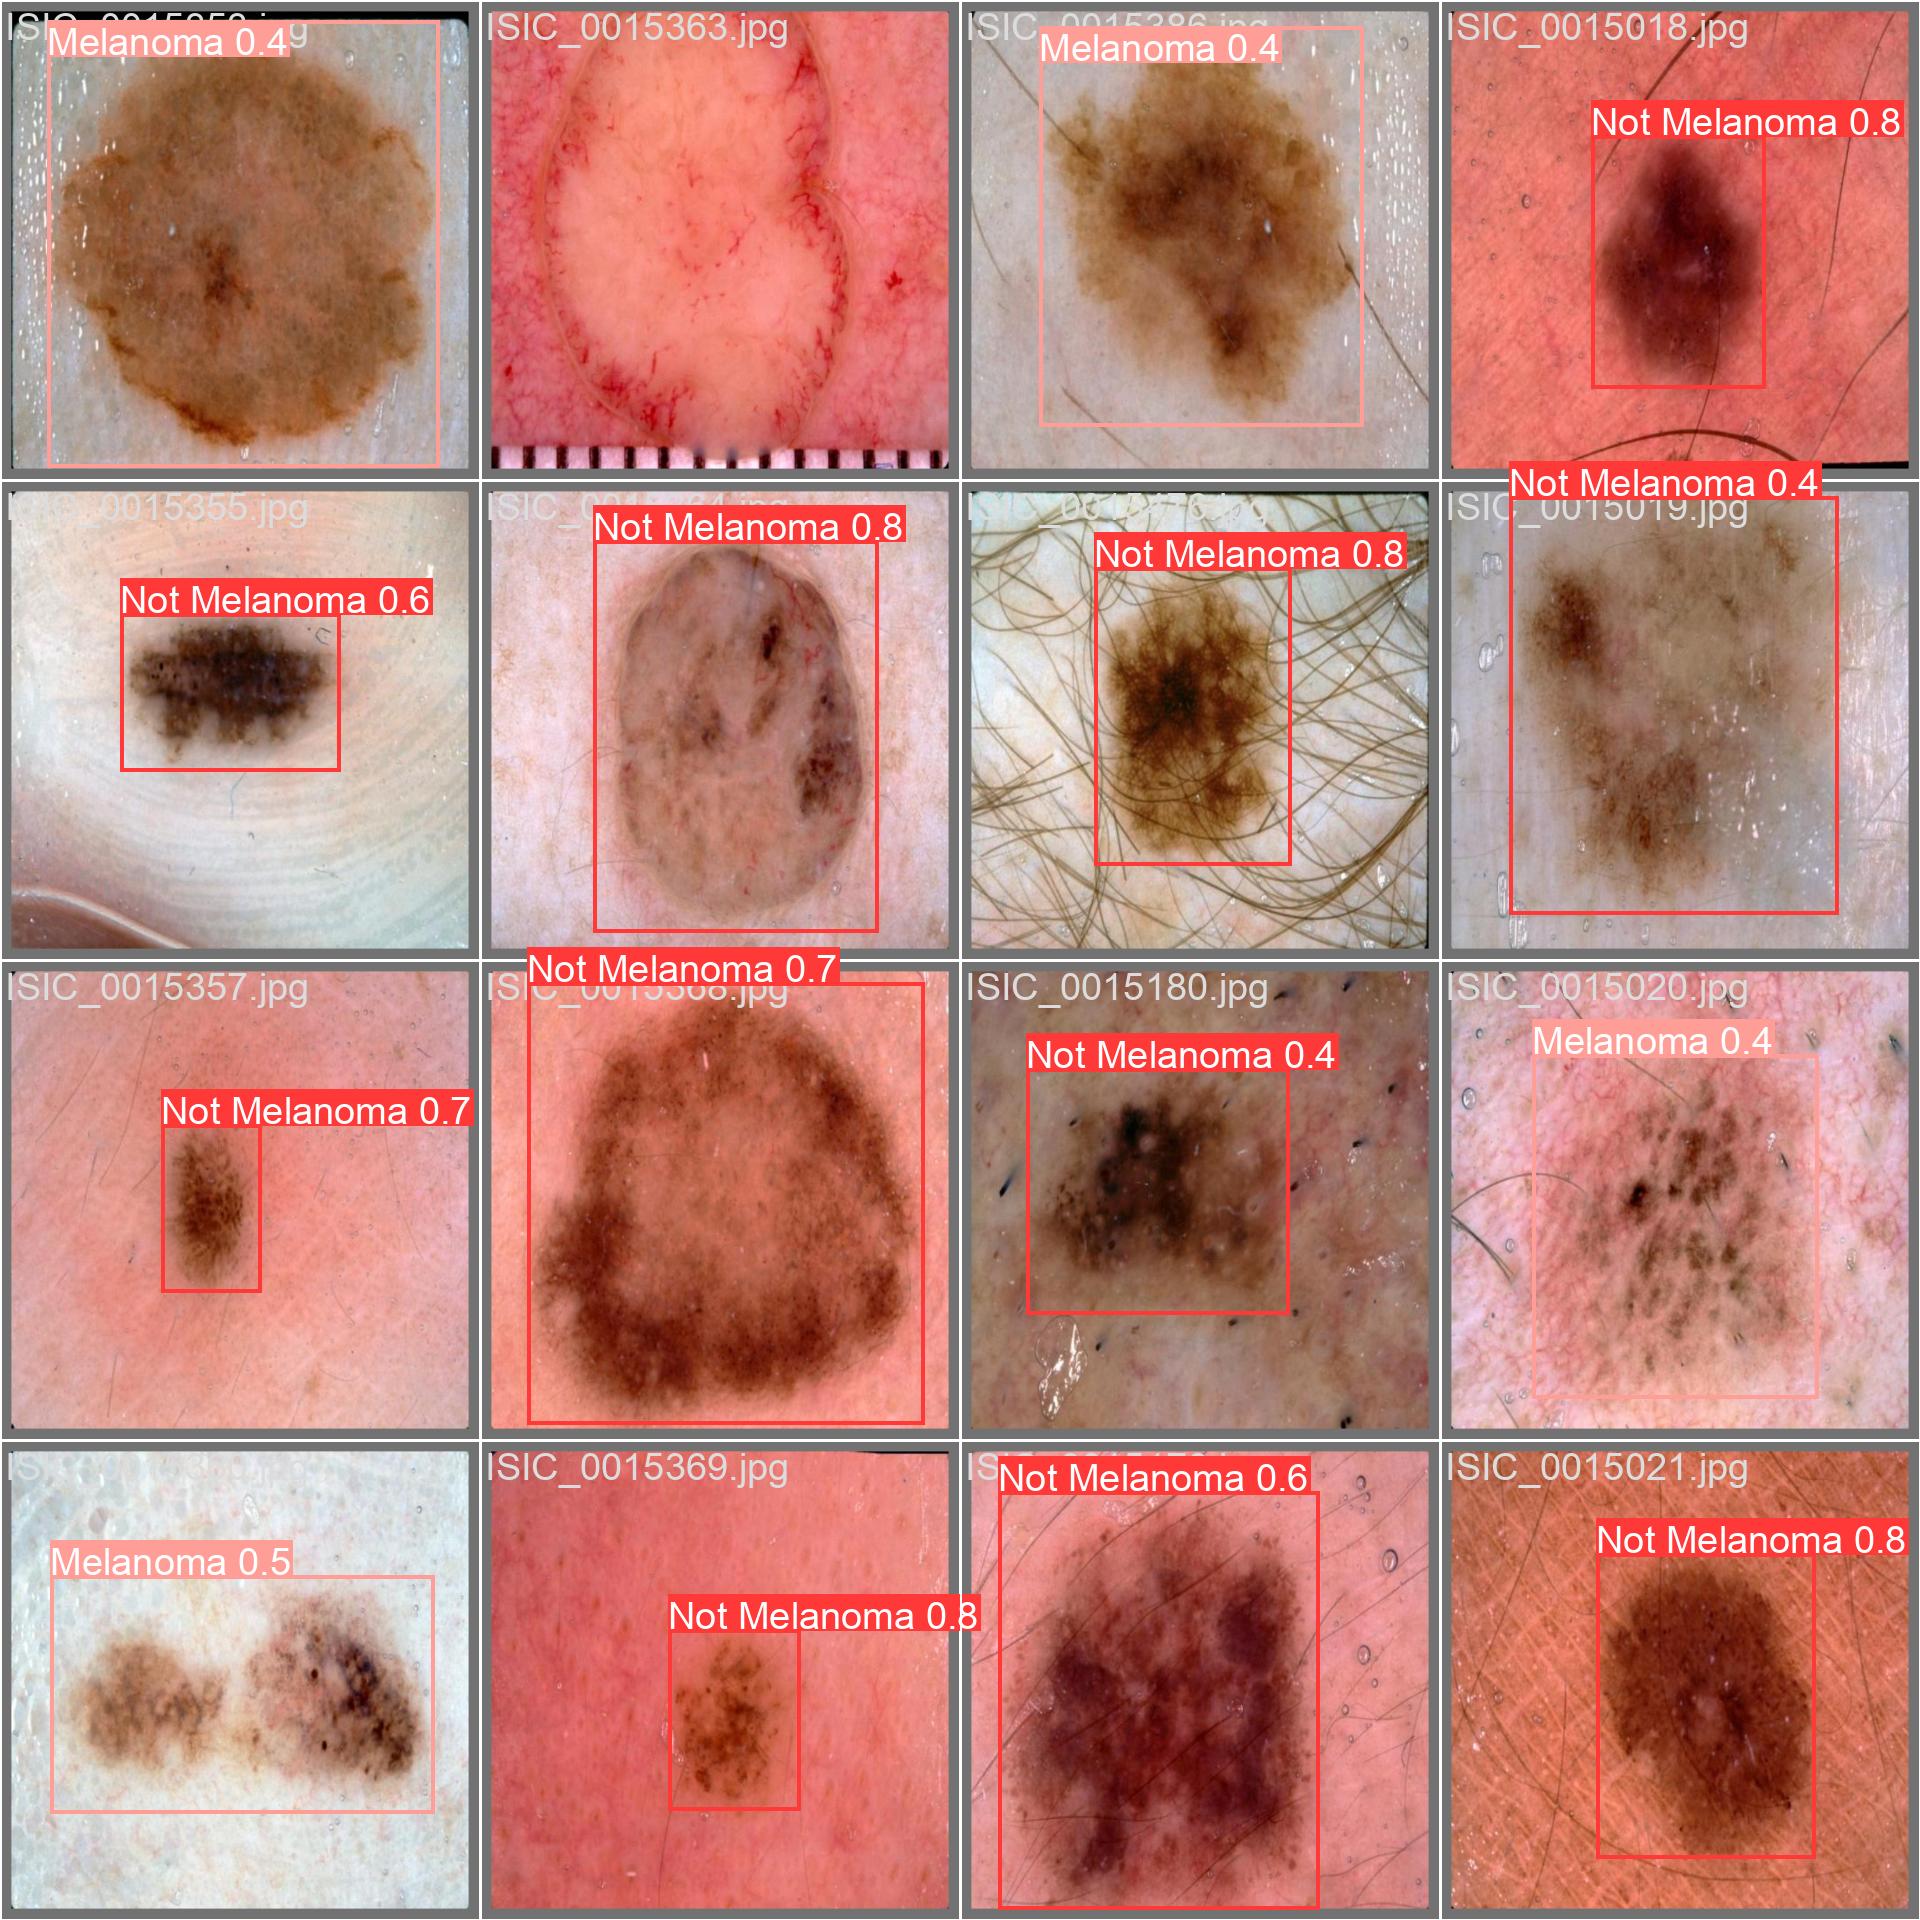 Melanoma 0.4
ISIC_0015363.jpg
Melanoma 0.4
ISIC_0015018.jpg
Not Melanoma 0.8
ISIC_0015355.jpg
Not Melanoma 0.6
Not Melanoma 0.8
Not Melanoma 0.8
Not Melanoma 0.4
ISIC_0015019.jpg
ISIC_0015357.jpg
Not Melanoma 0.7
Not Melanoma 0.7
ISIC_0015180.jpg
Not Melanoma 0.4
ISIC_0015020.jpg
Melanoma 0.4
Melanoma 0.5
ISIC_0015369.jpg
Not Melanoma 0.8
Not Melanoma 0.6
ISIC_0015021.jpg
Not Melanoma 0.8